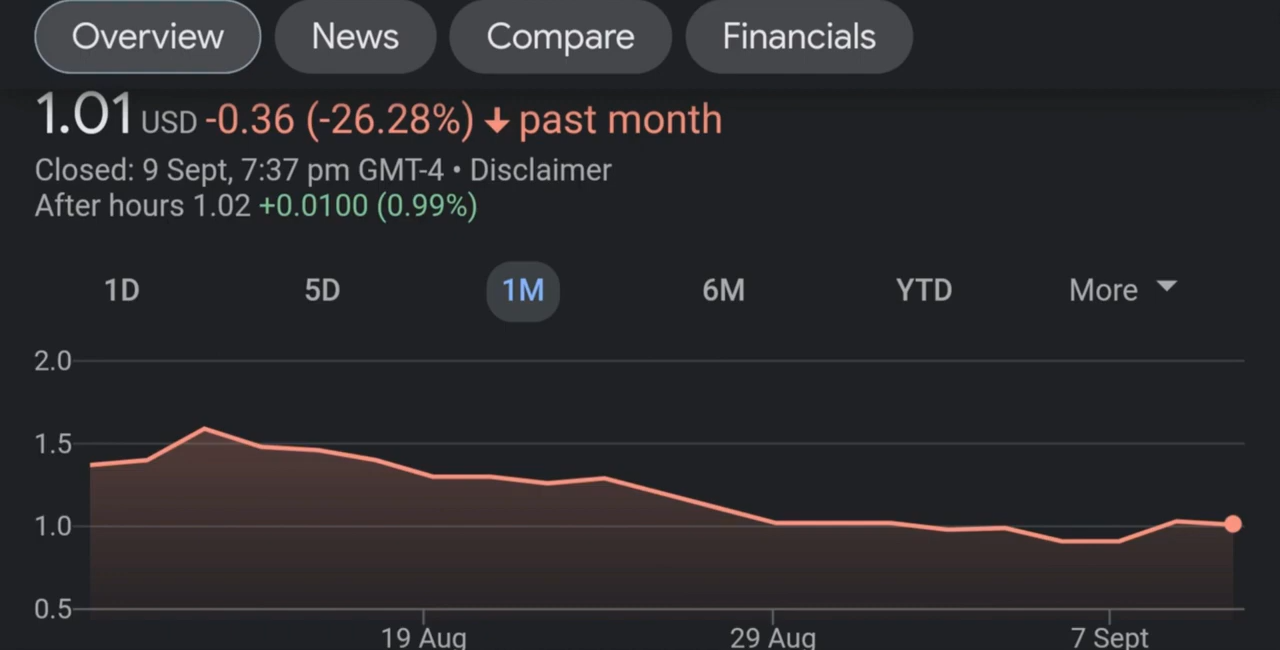 Overview News Compare Financials
1.01 USD -0.36 (-26.28%) ↓ past month
Closed: 9 Sept, 7:37 pm GMT-4 • Disclaimer
After hours 1.02 +0.0100 (0.99%)
1D 5D 1M 6M YTD More
2.0
1.5
1.0
0.5
19 Aug 29 Aug 7 Sept